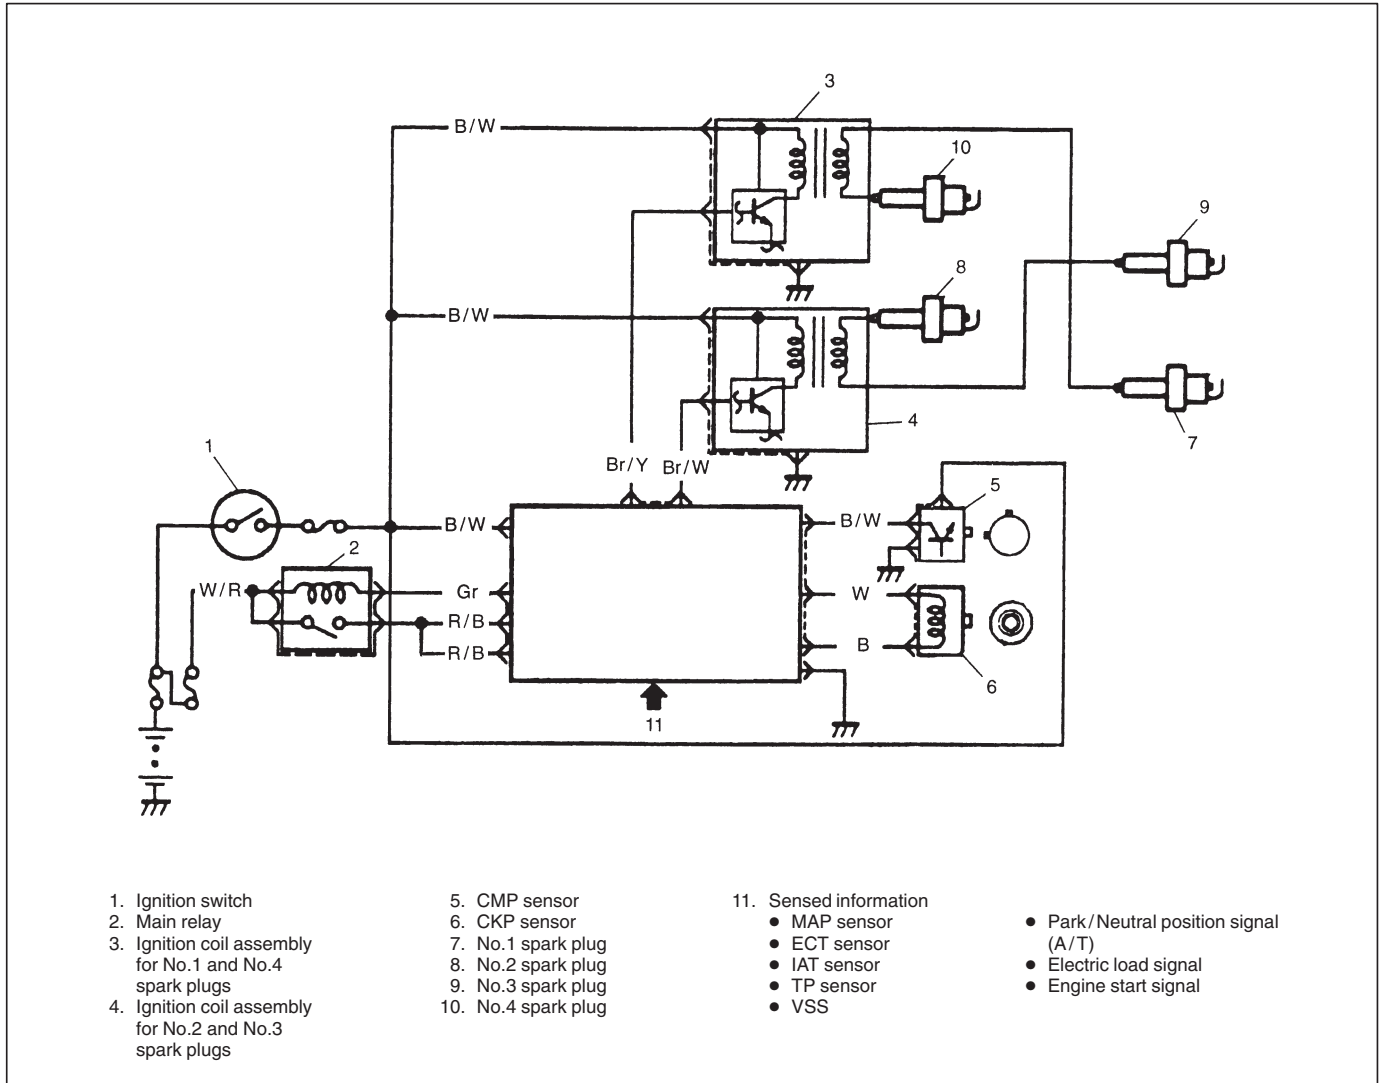 3
B/W
10
9
8
B/W
4
7
1
Br/Y Br/W
5
B/W
B/W
2
W/R
Gr
W
R/B
B
R/B
6
11
1. Ignition switch
2. Main relay
3. Ignition coil assembly
for No.1 and No.4
spark plugs
4. Ignition coil assembly
for No.2 and No.3
spark plugs
5. CMP sensor
6. CKP sensor
7. No.1 spark plug
8. No.2 spark plug
9. No.3 spark plug
10. No.4 spark plug
11. Sensed information
● MAP sensor
● ECT sensor
● IAT sensor
● TP sensor
● VSS
● Park/Neutral position signal
(A/T)
● Electric load signal
● Engine start signal